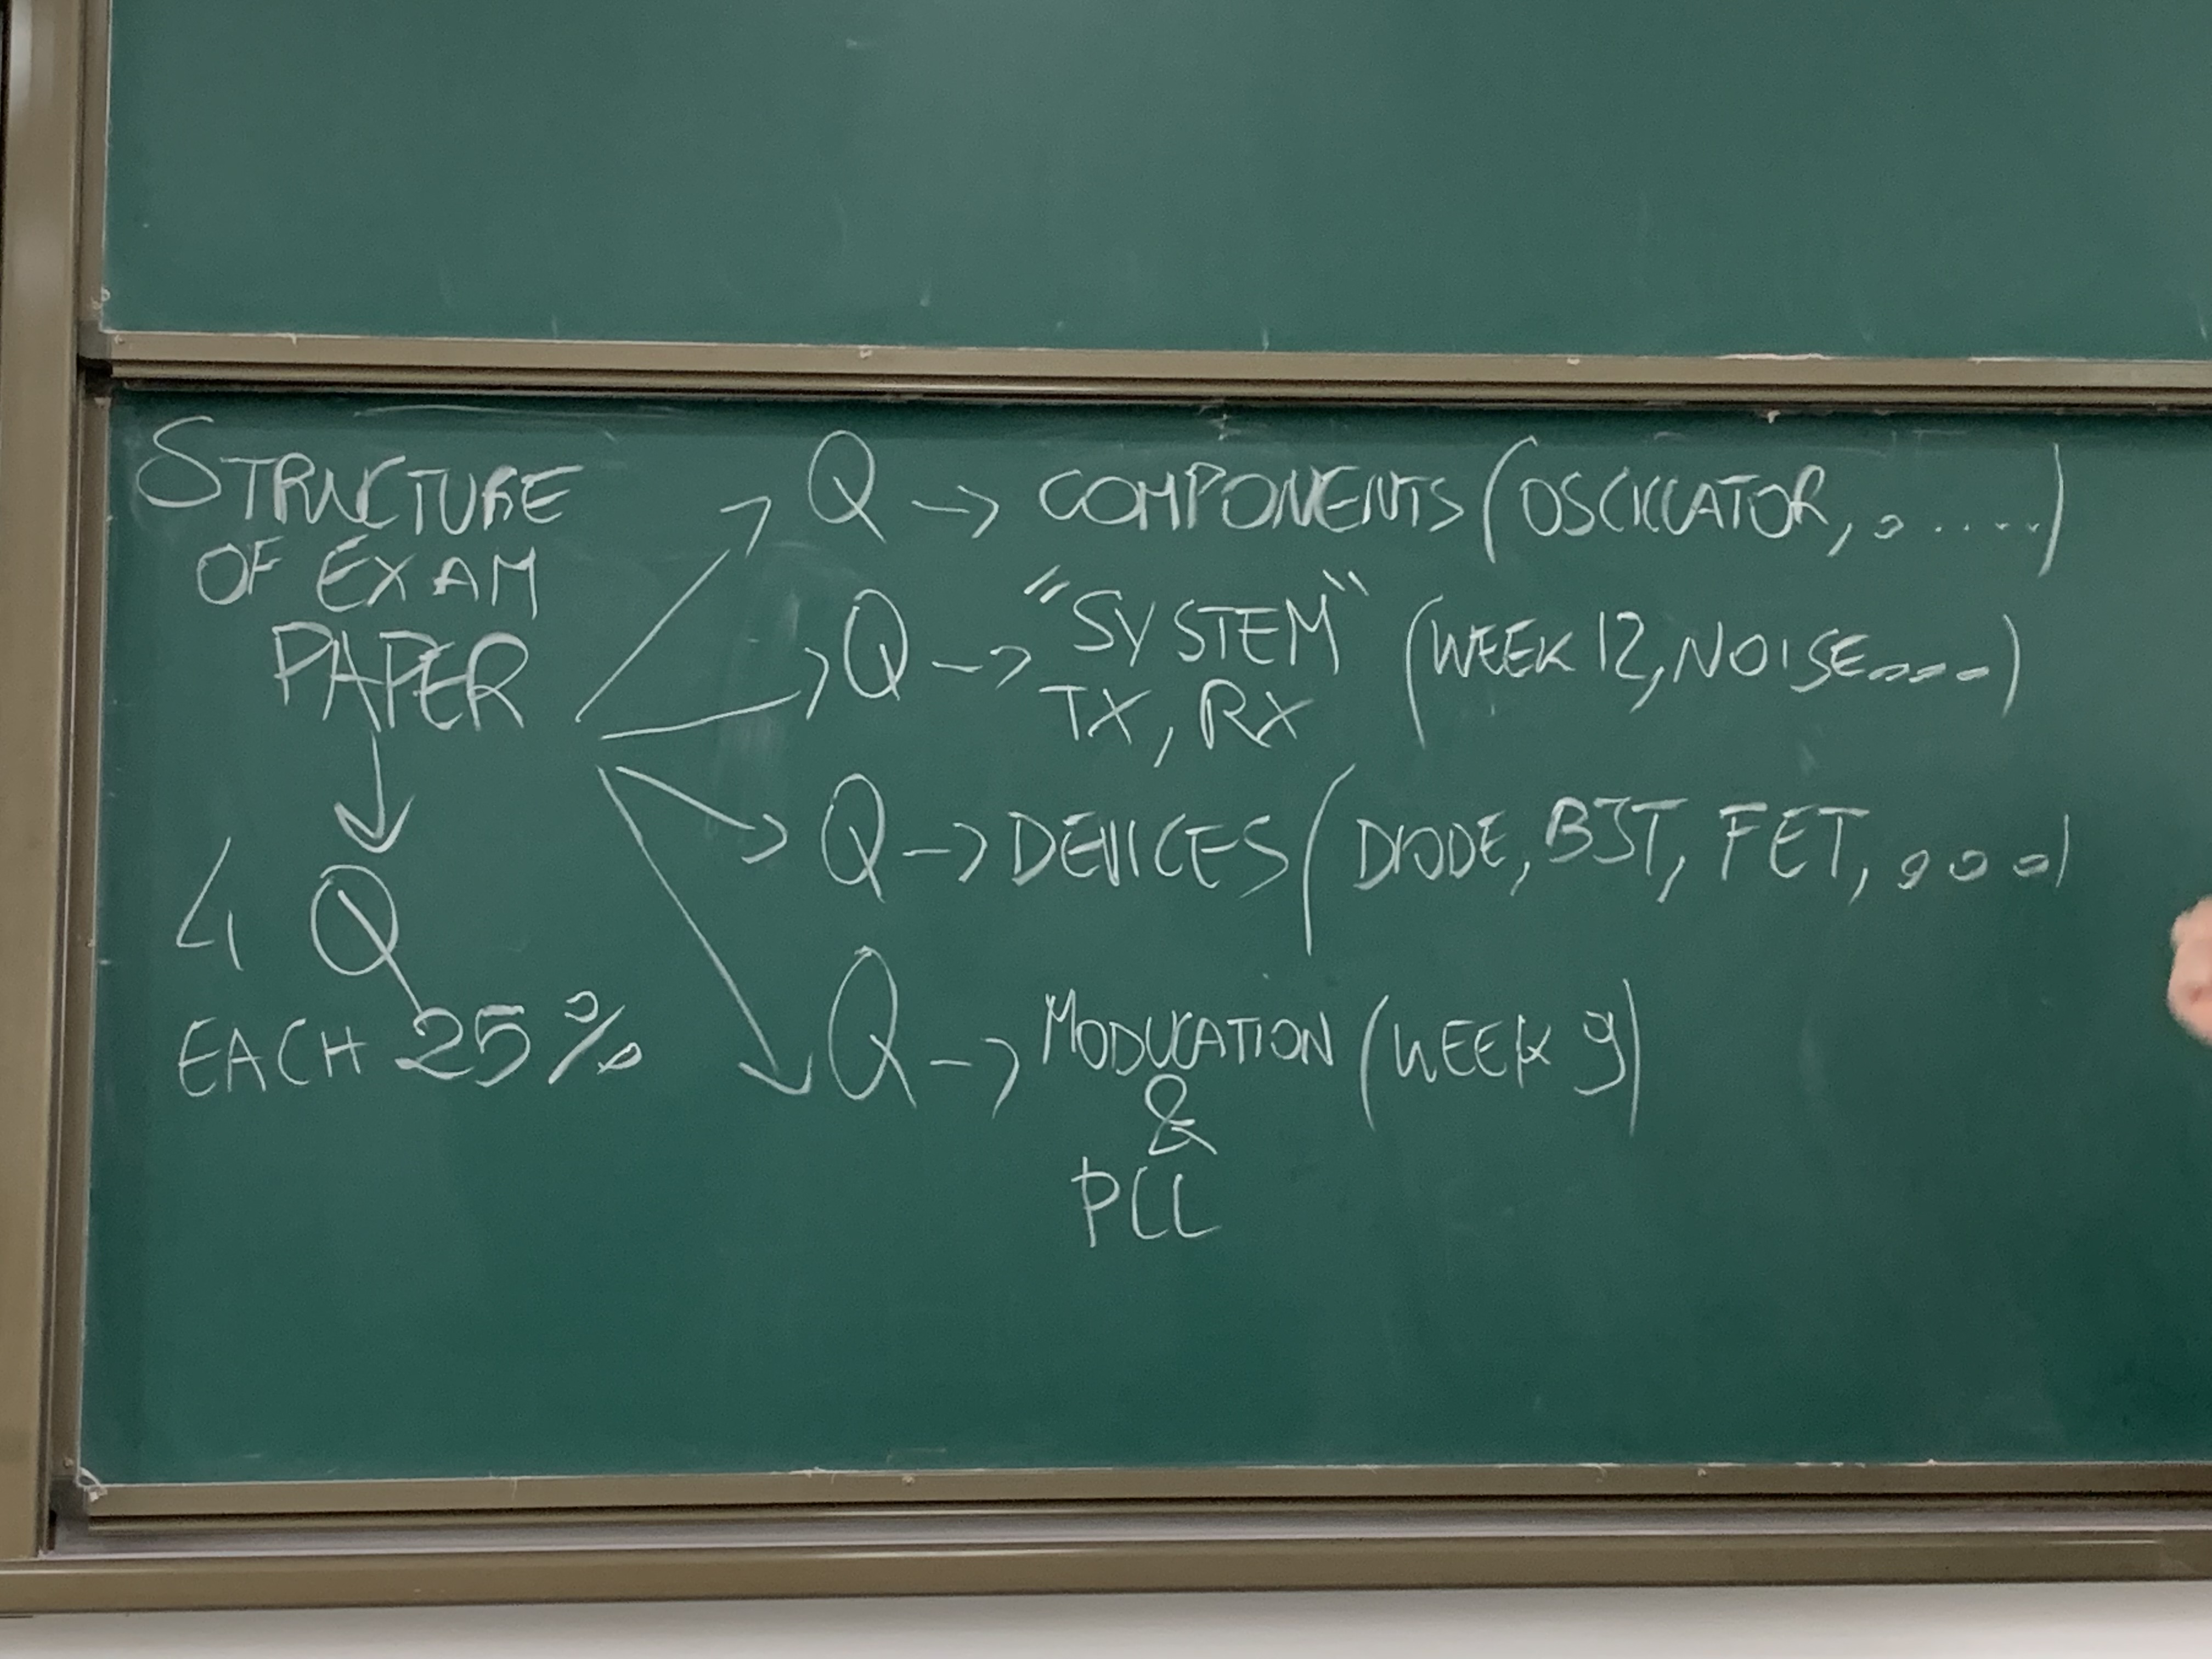 STRUCTURE
OF EXAM
PAPER
4 Q
EACH 25%
Q -> COMPONENTS (OSCILLATOR, .....)
Q -> "SYSTEM" (WEEK 12, NOISE....)
TX, RX
Q -> DEVICES (DIODE, BJT, FET, ...)
Q -> MODULATION (WEEK 9)
&
PLL